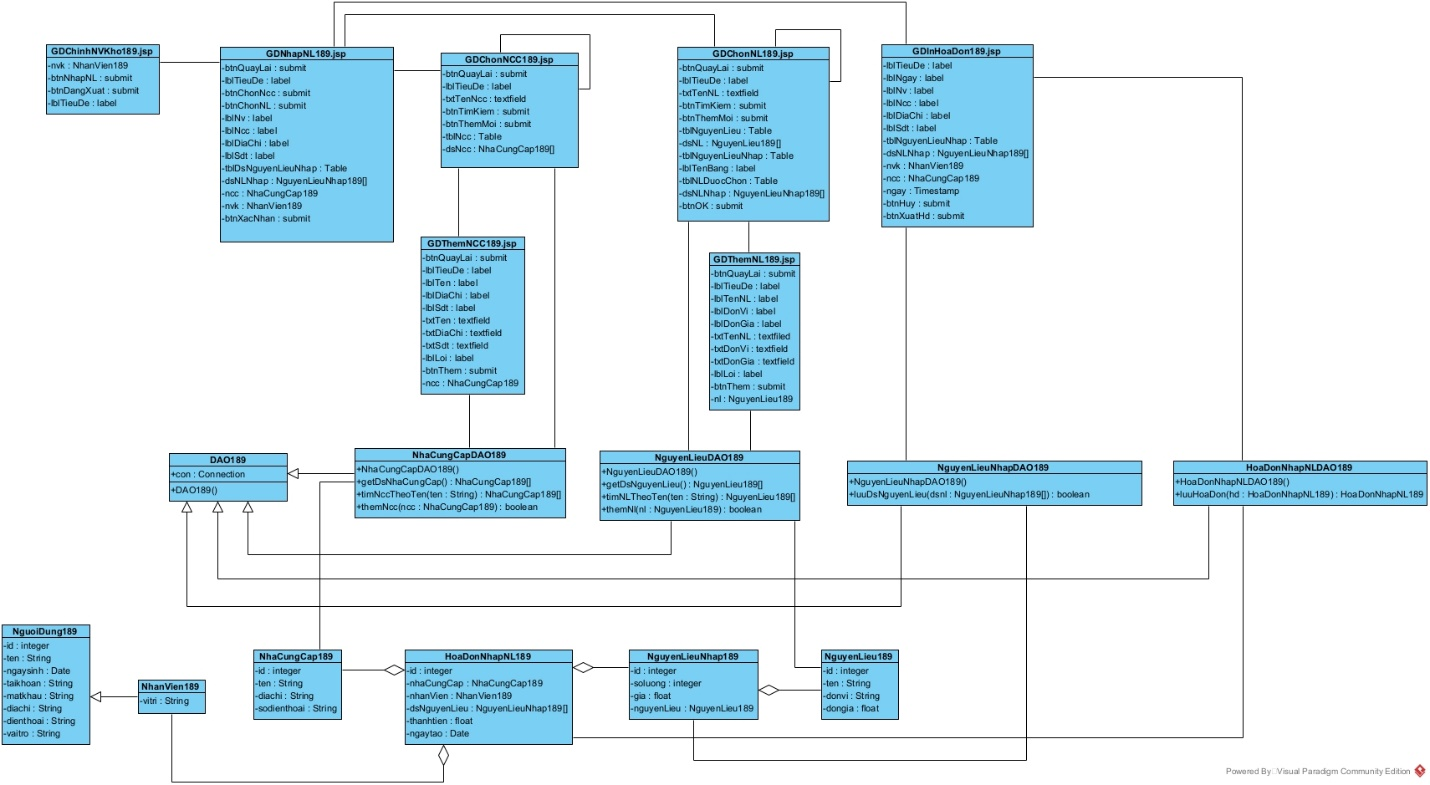 GDChinhNVKho189.jsp
-nvk : NhanVien189
-btnNhapNL : submit
-btnDangXuat : submit
-lblTieuDe : label
GDNhapNL189.jsp
-btnQuayLai : submit
-lblTieuDe : label
-btnChonNcc : submit
-btnChonNL : submit
-lblNv : label
-lblNcc : label
-lblDiaChi : label
-lblSdt : label
-tblDsNguyenLieuNhap : Table
-dsNLNhap : NguyenLieuNhap189[]
-ncc : NhaCungCap189
-nvk : NhanVien189
-btnXacNhan : submit
GDChonNCC189.jsp
-btnQuayLai : submit
-lblTieuDe : label
-txtTenNcc : textfield
-btnTimKiem : submit
-btnThemMoi : submit
-tblNcc : Table
-dsNcc : NhaCungCap189[]
GDChonNL189.jsp
-btnQuayLai : submit
-lblTieuDe : label
-txtTenNL : textfield
-btnTimKiem : submit
-btnThemMoi : submit
-tblNguyenLieu : Table
-dsNL : NguyenLieu189[]
-tblNguyenLieuNhap : Table
-lblTenBang : label
-tblNLDuocChon : Table
-dsNLNhap : NguyenLieuNhap189[]
-btnOK : submit
GDInHoaDon189.jsp
-lblTieuDe : label
-lblNgay : label
-lblNv : label
-lblNcc : label
-lblDiaChi : label
-lblSdt : label
-tblNguyenLieuNhap : Table
-dsNLNhap : NguyenLieuNhap189[]
-nvk : NhanVien189
-ncc : NhaCungCap189
-ngay : Timestamp
-btnHuy : submit
-btnXuatHd : submit
GDThemNCC189.jsp
-btnQuayLai : submit
-lblTieuDe : label
-lblTen : label
-lblDiaChi : label
-lblSdt : label
-txtTen : textfield
-txtDiaChi : textfield
-txtSdt : textfield
-lblLoi : label
-btnThem : submit
-ncc : NhaCungCap189
GDThemNL189.jsp
-btnQuayLai : submit
-lblTieuDe : label
-lblTenNL : label
-lblDonVi : label
-lblDonGia : label
-txtTenNL : textfiled
-txtDonVi : textfield
-txtDonGia : textfield
-lblLoi : label
-btnThem : submit
-nl : NguyenLieu189
DAO189
+con : Connection
+DAO189()
NhaCungCapDAO189
+NhaCungCapDAO189()
+getDsNhaCungCap() : NhaCungCap189[]
+timNccTheoTen(ten : String) : NhaCungCap189[]
+themNcc(ncc : NhaCungCap189) : boolean
NguyenLieuDAO189
+NguyenLieuDAO189()
+getDsNguyenLieu() : NguyenLieu189[]
+timNLTheoTen(ten : String) : NguyenLieu189[]
+themNl(nl : NguyenLieu189) : boolean
NguyenLieuNhapDAO189
+NguyenLieuNhapDAO189()
+luuDsNguyenLieu(dsnl : NguyenLieuNhap189[]) : boolean
HoaDonNhapNLDAO189
+HoaDonNhapNLDAO189()
+luuHoaDon(hd : HoaDonNhapNL189) : HoaDonNhapNL189
NguoiDung189
-id : integer
-ten : String
-ngaysinh : Date
-taikhoan : String
-matkhau : String
-diachi : String
-dienthoai : String
-vaitro : String
NhanVien189
-vitri : String
NhaCungCap189
-id : integer
-ten : String
-diachi : String
-sodienthoai : String
HoaDonNhapNL189
-id : integer
-nhaCungCap : NhaCungCap189
-nhanVien : NhanVien189
-dsNguyenLieu : NguyenLieuNhap189[]
-thanhtien : float
-ngaytao : Date
NguyenLieuNhap189
-id : integer
-soluong : integer
-gia : float
-nguyenLieu : NguyenLieu189
NguyenLieu189
-id : integer
-ten : String
-donvi : String
-dongia : float
Powered By Visual Paradigm Community Edition